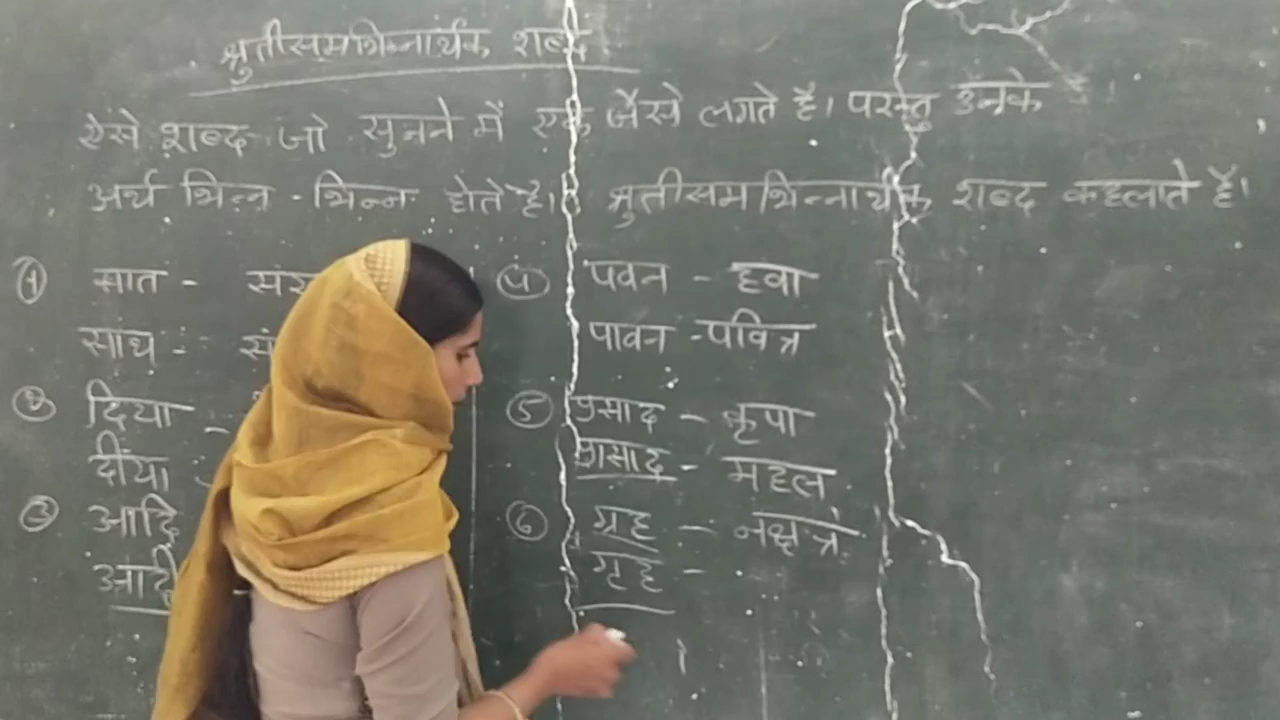 श्रुतीसमभिन्नार्थक शब्द
ऐसे शब्द जो सुनने में एक जैसे लगते हैं। परन्तु उनके
अर्थ भिन्न - भिन्न होते है। श्रुतीसमभिन्नार्थक शब्द कहलाते हैं।
① सात -
साथ -
② दिया -
दीया
③ आदि
आदी
④ पवन - हवा
पावन - पवित्र
⑤ प्रसाद - कृपा
प्रासाद - महल
⑥ ग्रह - नक्षत्र
गृह -